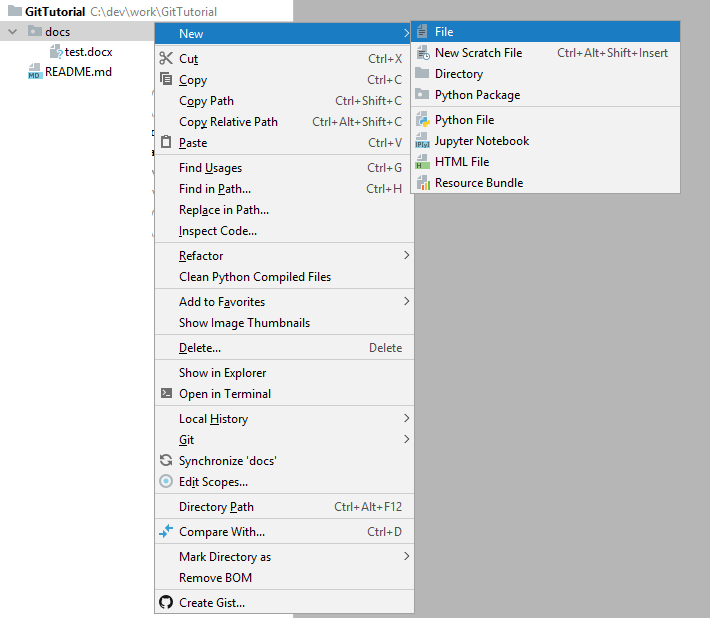 GitTutorial C:\dev\work\GitTutorial
docs
test.docx
MD README.md
New
Cut Ctrl+X
Copy Ctrl+C
Copy Path Ctrl+Shift+C
Copy Relative Path Ctrl+Alt+Shift+C
Paste Ctrl+V
Find Usages Ctrl+G
Find in Path... Ctrl+H
Replace in Path...
Inspect Code...
Refactor
Clean Python Compiled Files
Add to Favorites
Show Image Thumbnails
Delete... Delete
Show in Explorer
Open in Terminal
Local History
Git
Synchronize 'docs'
Edit Scopes...
Directory Path Ctrl+Alt+F12
Compare With... Ctrl+D
Mark Directory as
Remove BOM
Create Gist...
File
New Scratch File Ctrl+Alt+Shift+Insert
Directory
Python Package
Python File
Jupyter Notebook
H HTML File
Resource Bundle